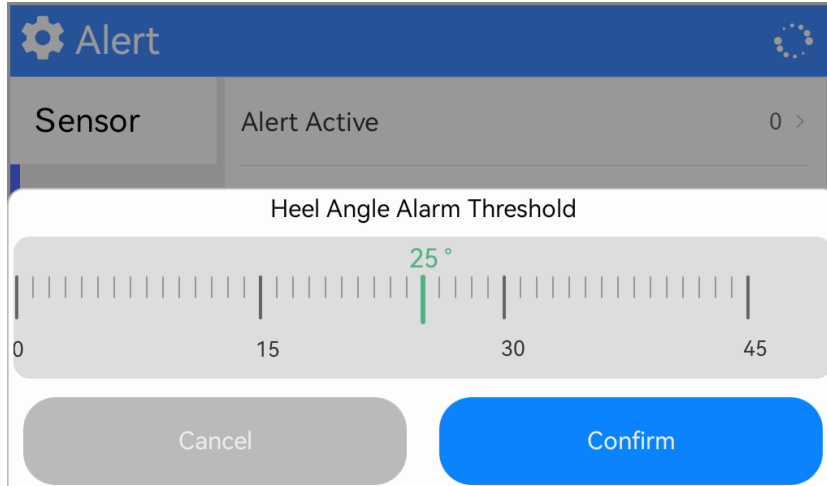 Alert
Sensor
Alert Active 0 >
Heel Angle Alarm Threshold
25°
0 15 30 45
Cancel Confirm